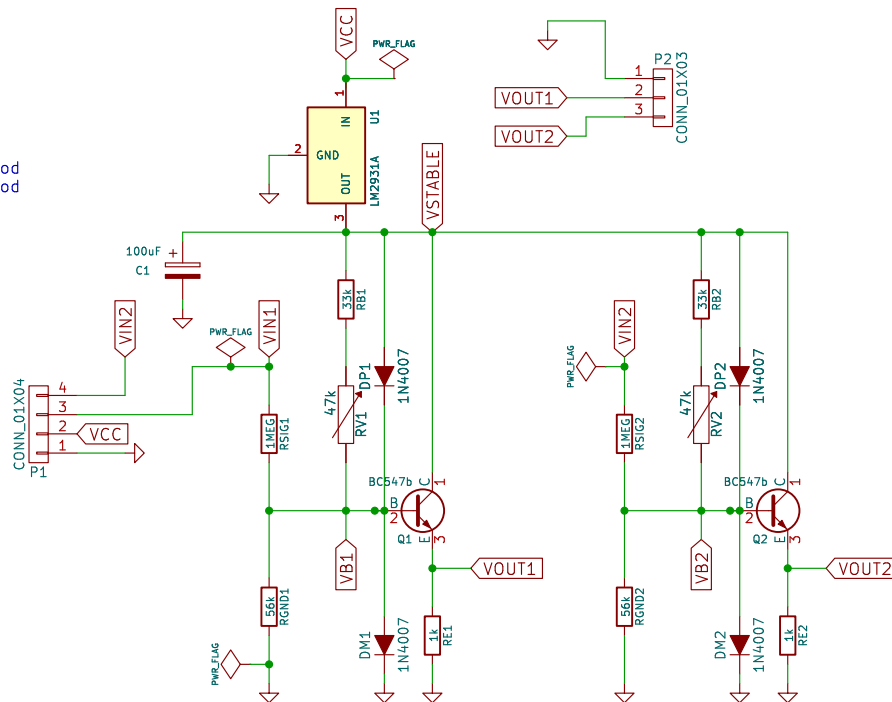 VCC
PWR_FLAG
1
IN
U1
2
GND
OUT
LM2931A
3
VSTABLE
P2
1
2
3
CONN_01X03
VOUT1
VOUT2
od
od
100uF
+
C1
33k
RB1
33k
RB2
VIN2
PWR_FLAG
VIN1
PWR_FLAG
VIN2
CONN_01X04
4
3
2
1
P1
VCC
1MEG
RSIG1
47k
RV1
DP1
1N4007
1MEG
RSIG2
47k
RV2
DP2
1N4007
BC547b
C
1
B
2
Q1
E
3
BC547b
C
1
B
2
Q2
E
3
VB1
VOUT1
VB2
VOUT2
56k
RGND1
DM1
1N4007
1k
RE1
56k
RGND2
DM2
1N4007
1k
RE2
PWR_FLAG